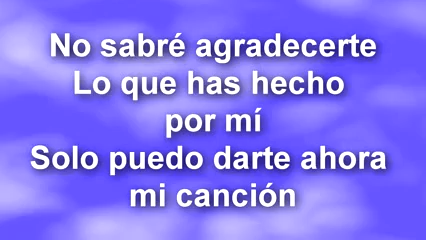 No sabré agradecerte
Lo que has hecho
por mí
Solo puedo darte ahora
mi canción